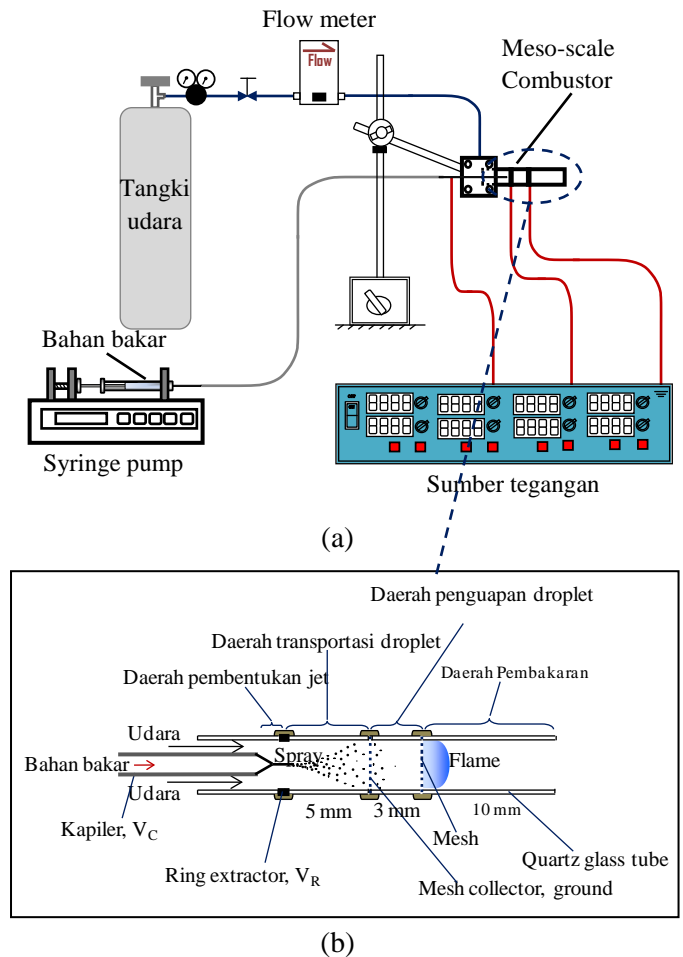 Flow meter
Flow
Meso-scale
Combustor
Tangki
udara
Bahan bakar
Syringe pump
Sumber tegangan
(a)
Daerah penguapan droplet
Daerah transportasi droplet
Daerah pembentukan jet
Daerah Pembakaran
Udara
Spray
Flame
Bahan bakar
Udara
5 mm
3 mm
10 mm
Kapiler, VC
Mesh
Quartz glass tube
Ring extractor, VR
Mesh collector, ground
(b)